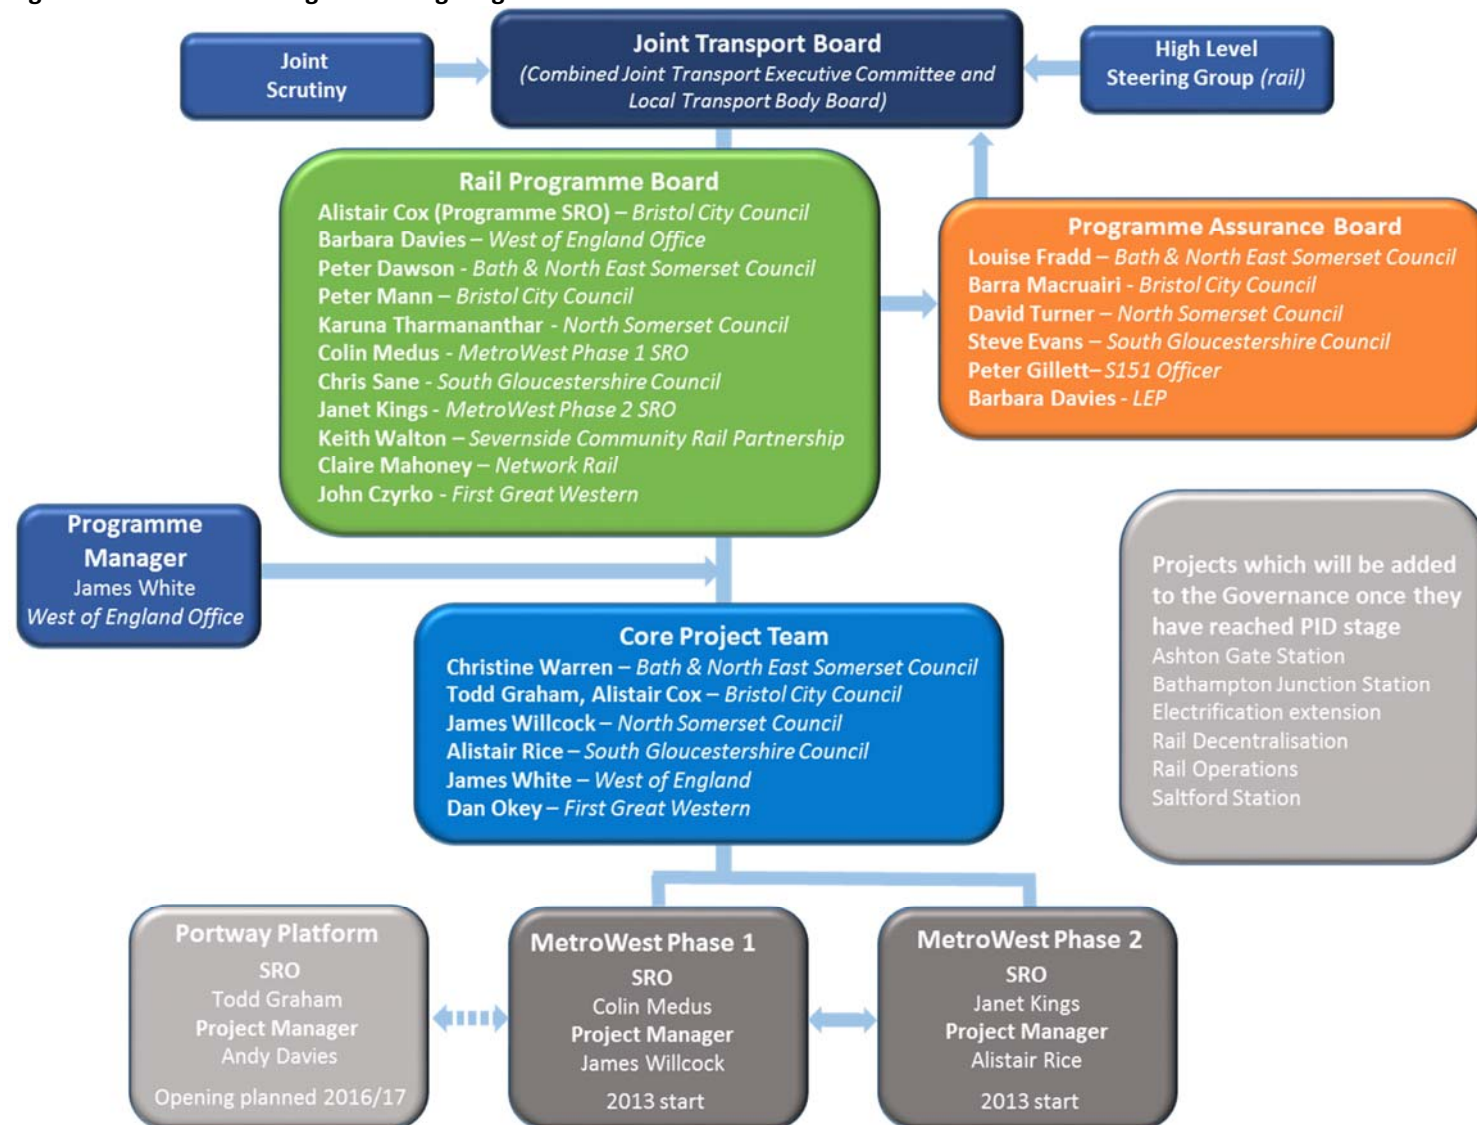 Joint
Scrutiny
Joint Transport Board
(Combined Joint Transport Executive Committee and
Local Transport Body Board)
High Level
Steering Group (rail)
Rail Programme Board
Alistair Cox (Programme SRO) – Bristol City Council
Barbara Davies – West of England Office
Peter Dawson - Bath & North East Somerset Council
Peter Mann – Bristol City Council
Karuna Tharmananthar - North Somerset Council
Colin Medus - MetroWest Phase 1 SRO
Chris Sane - South Gloucestershire Council
Janet Kings - MetroWest Phase 2 SRO
Keith Walton – Severnside Community Rail Partnership
Claire Mahoney – Network Rail
John Czyrko - First Great Western
Programme Assurance Board
Louise Fradd – Bath & North East Somerset Council
Barra Macruairi - Bristol City Council
David Turner – North Somerset Council
Steve Evans – South Gloucestershire Council
Peter Gillett– S151 Officer
Barbara Davies - LEP
Programme
Manager
James White
West of England Office
Projects which will be added
to the Governance once they
have reached PID stage
Ashton Gate Station
Bathampton Junction Station
Electrification extension
Rail Decentralisation
Rail Operations
Saltford Station
Core Project Team
Christine Warren – Bath & North East Somerset Council
Todd Graham, Alistair Cox – Bristol City Council
James Willcock – North Somerset Council
Alistair Rice – South Gloucestershire Council
James White – West of England
Dan Okey – First Great Western
Portway Platform
SRO
Todd Graham
Project Manager
Andy Davies
Opening planned 2016/17
MetroWest Phase 1
SRO
Colin Medus
Project Manager
James Willcock
2013 start
MetroWest Phase 2
SRO
Janet Kings
Project Manager
Alistair Rice
2013 start